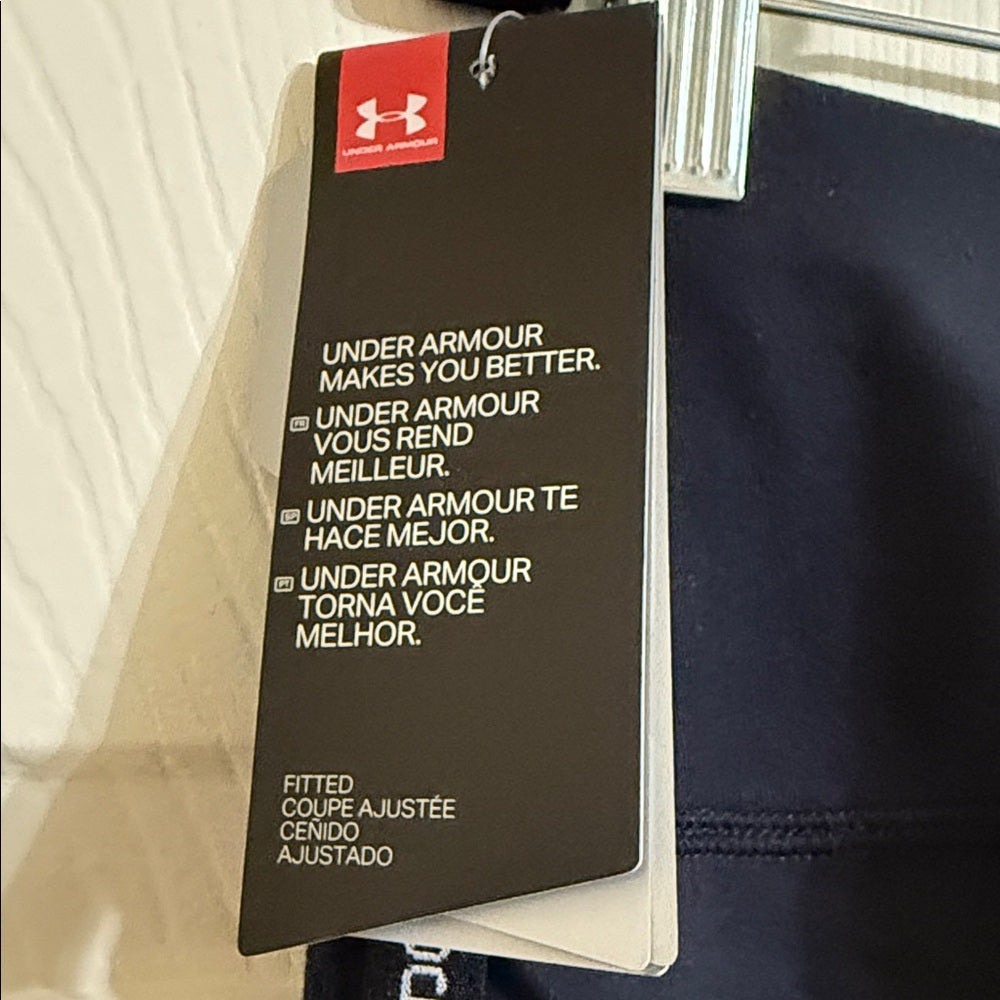 UNDER ARMOUR
UNDER ARMOUR
MAKES YOU BETTER.
FR UNDER ARMOUR
VOUS REND
MEILLEUR.
SP UNDER ARMOUR TE
HACE MEJOR.
PT UNDER ARMOUR
TORNA VOCÊ
MELHOR.
FITTED
COUPE AJUSTÉE
CEÑIDO
AJUSTADO